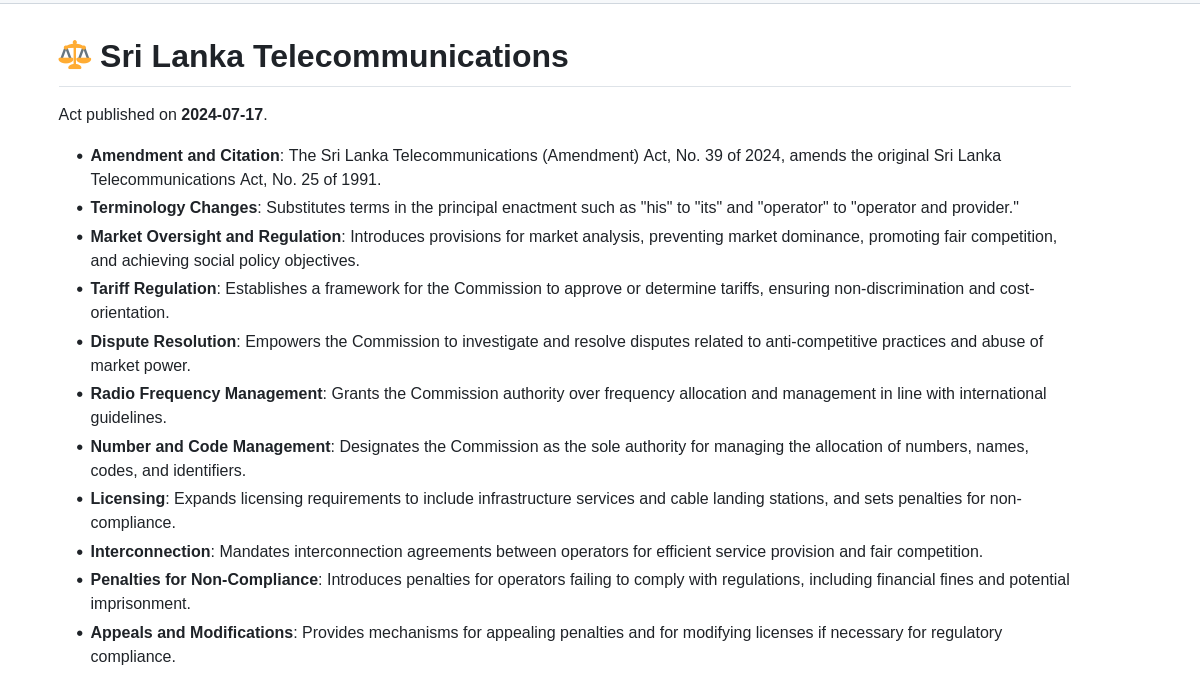 ⚖️ Sri Lanka Telecommunications
Act published on 2024-07-17.
• Amendment and Citation: The Sri Lanka Telecommunications (Amendment) Act, No. 39 of 2024, amends the original Sri Lanka
Telecommunications Act, No. 25 of 1991.
• Terminology Changes: Substitutes terms in the principal enactment such as "his" to "its" and "operator" to "operator and provider."
• Market Oversight and Regulation: Introduces provisions for market analysis, preventing market dominance, promoting fair competition,
and achieving social policy objectives.
• Tariff Regulation: Establishes a framework for the Commission to approve or determine tariffs, ensuring non-discrimination and cost-
orientation.
• Dispute Resolution: Empowers the Commission to investigate and resolve disputes related to anti-competitive practices and abuse of
market power.
• Radio Frequency Management: Grants the Commission authority over frequency allocation and management in line with international
guidelines.
• Number and Code Management: Designates the Commission as the sole authority for managing the allocation of numbers, names,
codes, and identifiers.
• Licensing: Expands licensing requirements to include infrastructure services and cable landing stations, and sets penalties for non-
compliance.
• Interconnection: Mandates interconnection agreements between operators for efficient service provision and fair competition.
• Penalties for Non-Compliance: Introduces penalties for operators failing to comply with regulations, including financial fines and potential
imprisonment.
• Appeals and Modifications: Provides mechanisms for appealing penalties and for modifying licenses if necessary for regulatory
compliance.